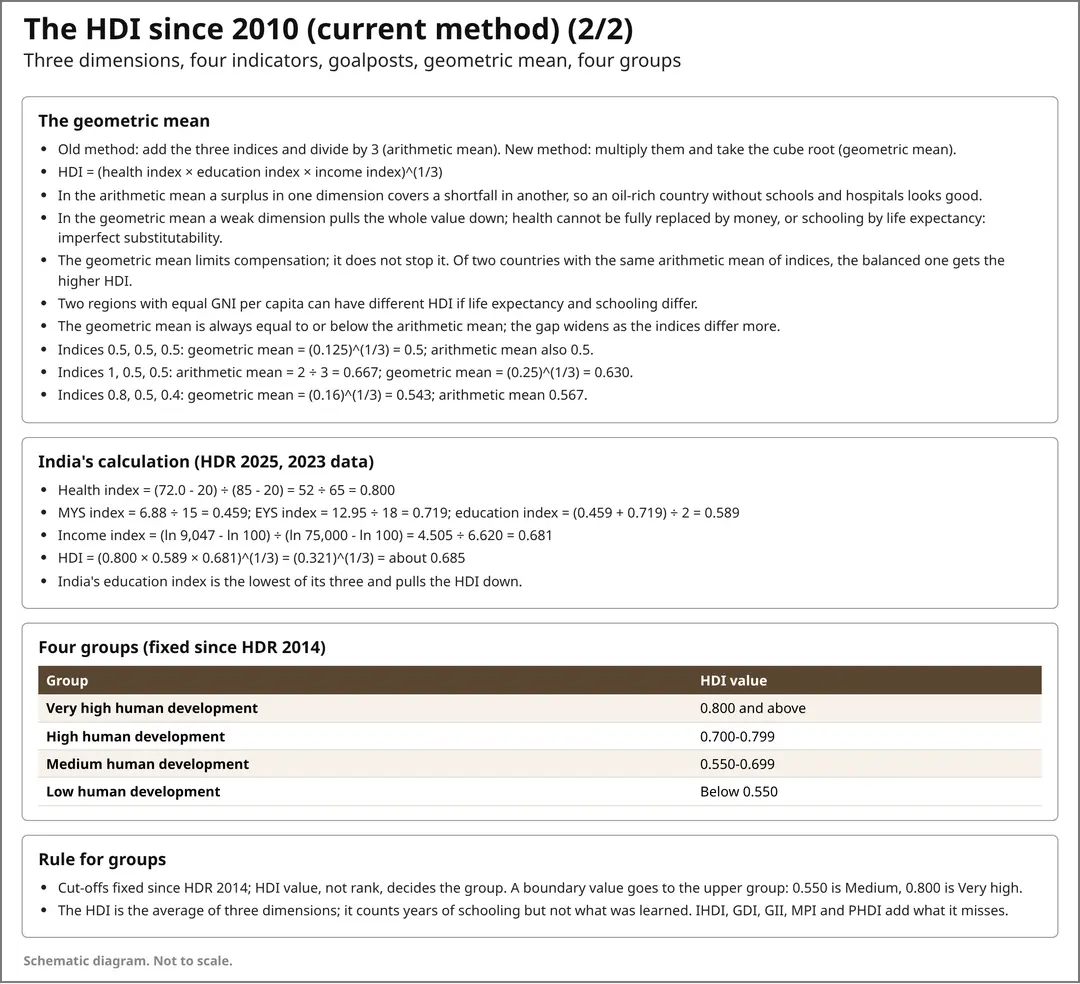 The HDI since 2010 (current method) (2/2)
Three dimensions, four indicators, goalposts, geometric mean, four groups
The geometric mean
• Old method: add the three indices and divide by 3 (arithmetic mean). New method: multiply them and take the cube root (geometric mean).
• HDI = (health index × education index × income index)^(1/3)
• In the arithmetic mean a surplus in one dimension covers a shortfall in another, so an oil-rich country without schools and hospitals looks good.
• In the geometric mean a weak dimension pulls the whole value down; health cannot be fully replaced by money, or schooling by life expectancy:
imperfect substitutability.
• The geometric mean limits compensation; it does not stop it. Of two countries with the same arithmetic mean of indices, the balanced one gets the
higher HDI.
• Two regions with equal GNI per capita can have different HDI if life expectancy and schooling differ.
• The geometric mean is always equal to or below the arithmetic mean; the gap widens as the indices differ more.
• Indices 0.5, 0.5, 0.5: geometric mean = (0.125)^(1/3) = 0.5; arithmetic mean also 0.5.
• Indices 1, 0.5, 0.5: arithmetic mean = 2 ÷ 3 = 0.667; geometric mean = (0.25)^(1/3) = 0.630.
• Indices 0.8, 0.5, 0.4: geometric mean = (0.16)^(1/3) = 0.543; arithmetic mean 0.567.
India's calculation (HDR 2025, 2023 data)
• Health index = (72.0 - 20) ÷ (85 - 20) = 52 ÷ 65 = 0.800
• MYS index = 6.88 ÷ 15 = 0.459; EYS index = 12.95 ÷ 18 = 0.719; education index = (0.459 + 0.719) ÷ 2 = 0.589
• Income index = (ln 9,047 - ln 100) ÷ (ln 75,000 - ln 100) = 4.505 ÷ 6.620 = 0.681
• HDI = (0.800 × 0.589 × 0.681)^(1/3) = (0.321)^(1/3) = about 0.685
• India's education index is the lowest of its three and pulls the HDI down.
Four groups (fixed since HDR 2014)
Group HDI value
Very high human development 0.800 and above
High human development 0.700-0.799
Medium human development 0.550-0.699
Low human development Below 0.550
Rule for groups
• Cut-offs fixed since HDR 2014; HDI value, not rank, decides the group. A boundary value goes to the upper group: 0.550 is Medium, 0.800 is Very high.
• The HDI is the average of three dimensions; it counts years of schooling but not what was learned. IHDI, GDI, GII, MPI and PHDI add what it misses.
Schematic diagram. Not to scale.